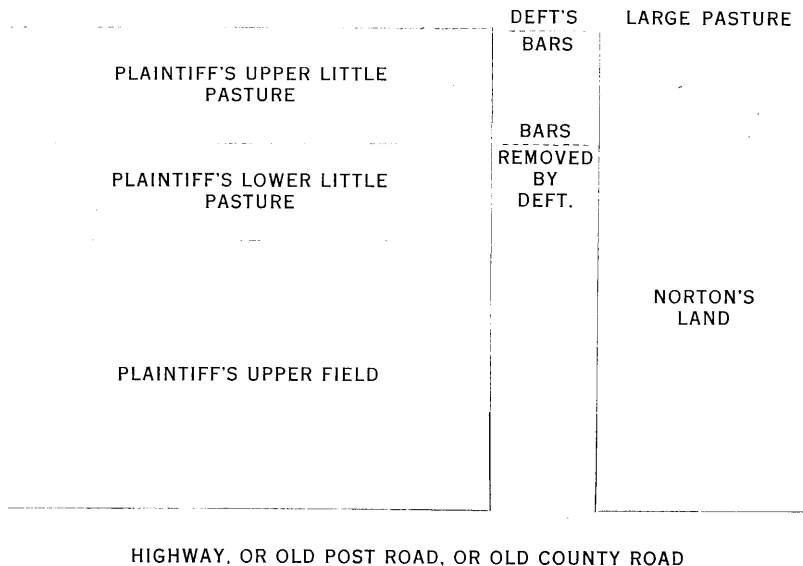 DEFT'S LARGE PASTURE
BARS
PLAINTIFF'S UPPER LITTLE
PASTURE
BARS
REMOVED
BY
DEFT.
PLAINTIFF'S LOWER LITTLE
PASTURE
NORTON'S
LAND
PLAINTIFF'S UPPER FIELD
HIGHWAY, OR OLD POST ROAD, OR OLD COUNTY ROAD